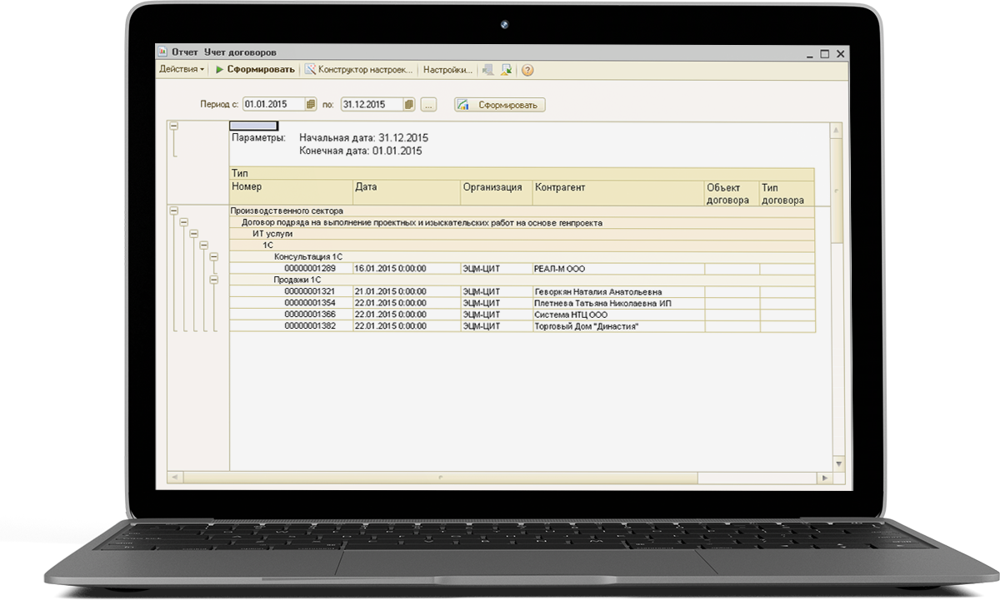 Отчет Учет договоров
Действия Сформировать Конструктор настроек... Настройки...
Период с: 01.01.2015 по: 31.12.2015 ... Сформировать
Параметры: Начальная дата: 31.12.2015
Конечная дата: 01.01.2015
Тип
Номер Дата Организация Контрагент Объект договора Тип договора
Производственного сектора
Договор подряда на выполнение проектных и изыскательских работ на основе генпроекта
ИТ услуги
1С
Консультация 1С
00000001289 16.01.2015 0:00:00 ЭЦМ-ЦИТ РЕАЛ-М ООО
Продажи 1С
00000001321 21.01.2015 0:00:00 ЭЦМ-ЦИТ Геворкян Наталия Анатольевна
00000001354 22.01.2015 0:00:00 ЭЦМ-ЦИТ Плетнева Татьяна Николаевна ИП
00000001366 22.01.2015 0:00:00 ЭЦМ-ЦИТ Система НТЦ ООО
00000001382 22.01.2015 0:00:00 ЭЦМ-ЦИТ Торговый Дом "Династия"